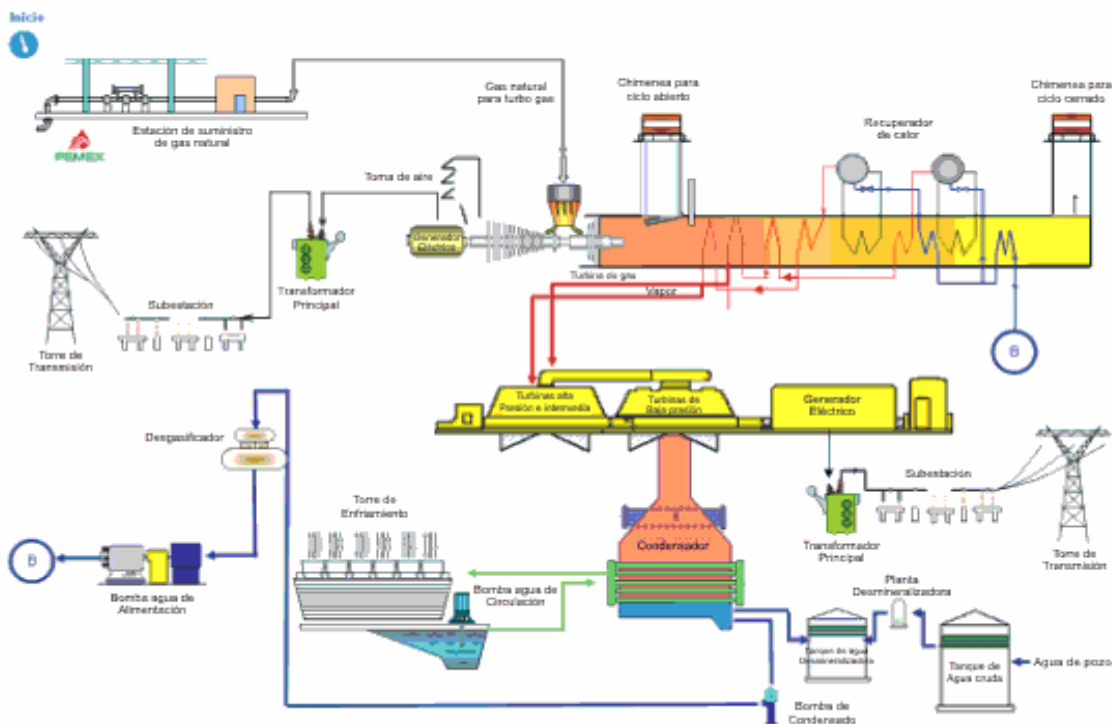 Inicio
Estación de suministro
de gas natural
PEMEX
Gas natural
para turbo gas
Chimenea para
ciclo abierto
Recuperador
de calor
Chimenea para
ciclo cerrado
Toma de aire
Generador
Eléctrico
Turbina de gas
Vapor
Transformador
Principal
Subestación
Torre de
Transmisión
6
Turbinas alta
Presión e intermedia
Turbinas de
Baja presión
Generador
Eléctrico
Desgasificador
Torre de
Enfriamiento
Condensador
Subestación
Transformador
Principal
Torre de
Transmisión
6
Bomba agua de
Alimentación
Bomba agua de
Circulación
Planta
Desmineralizadora
Tanque de agua
Desmineralizadora
Tanque de
Agua cruda
Agua de pozo
Bomba de
Condensado